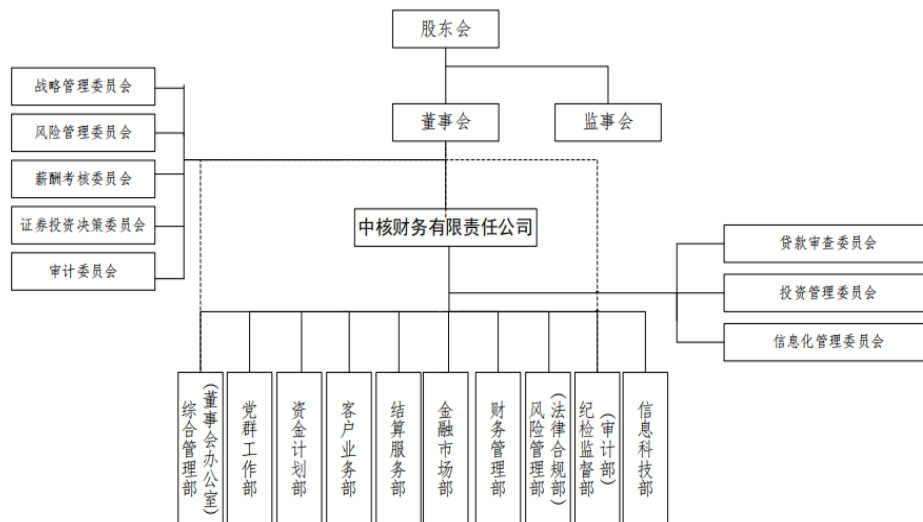 股东会
战略管理委员会
董事会
监事会
风险管理委员会
薪酬考核委员会
证券投资决策委员会
中核财务有限责任公司
审计委员会
贷款审查委员会
投资管理委员会
信息化管理委员会
综合管理部
(董事会办公室)
党群工作部
资金计划部
客户业务部
结算服务部
金融市场部
财务管理部
风险管理部
(法律合规部)
纪检监督部
(审计部)
信息科技部